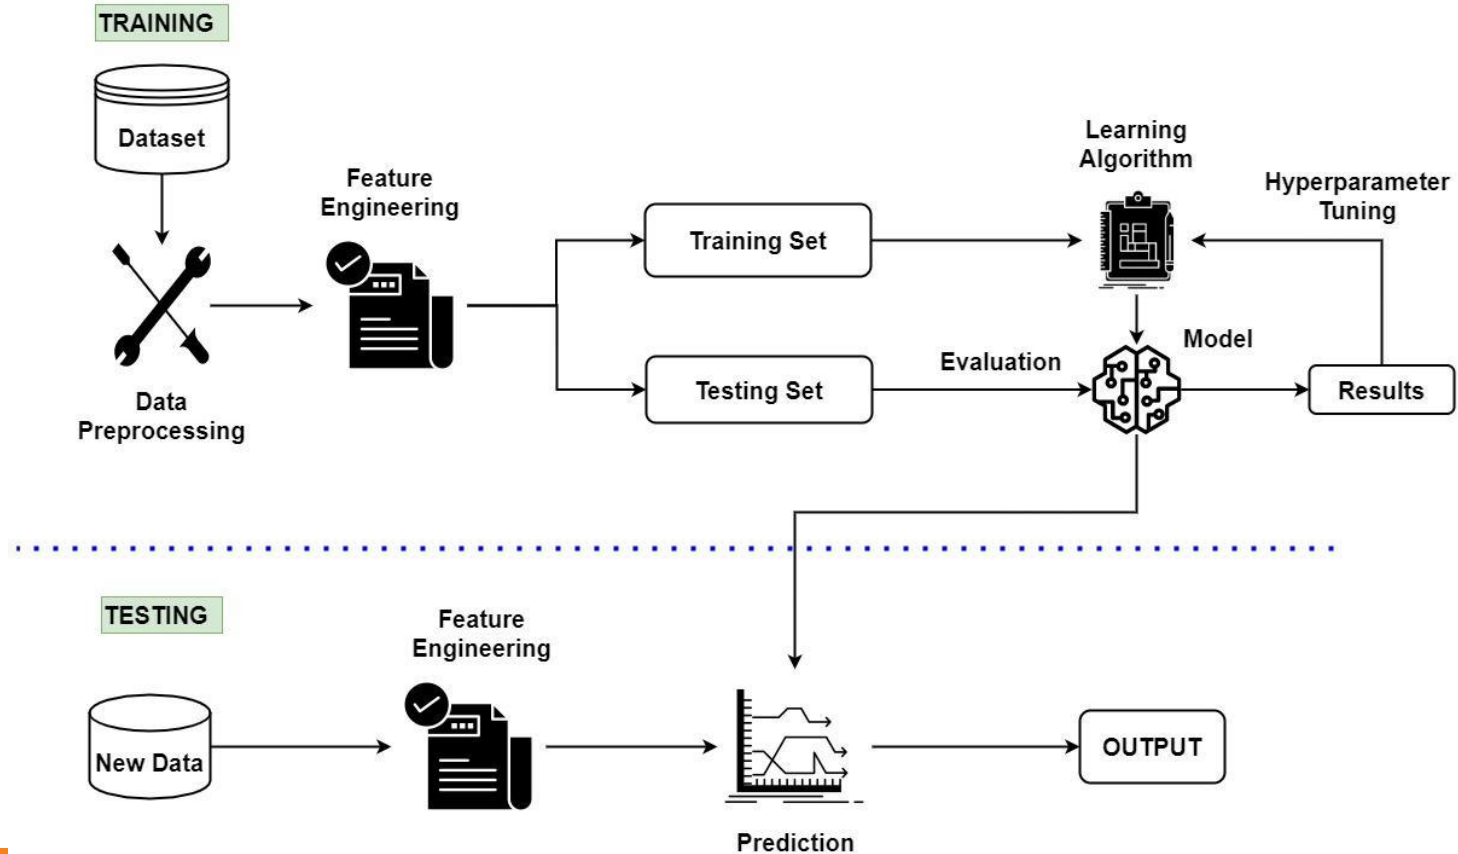 TRAINING
Dataset
Data
Preprocessing
Feature
Engineering
Training Set
Testing Set
Learning
Algorithm
Hyperparameter
Tuning
Evaluation
Model
Results
TESTING
New Data
Feature
Engineering
Prediction
OUTPUT